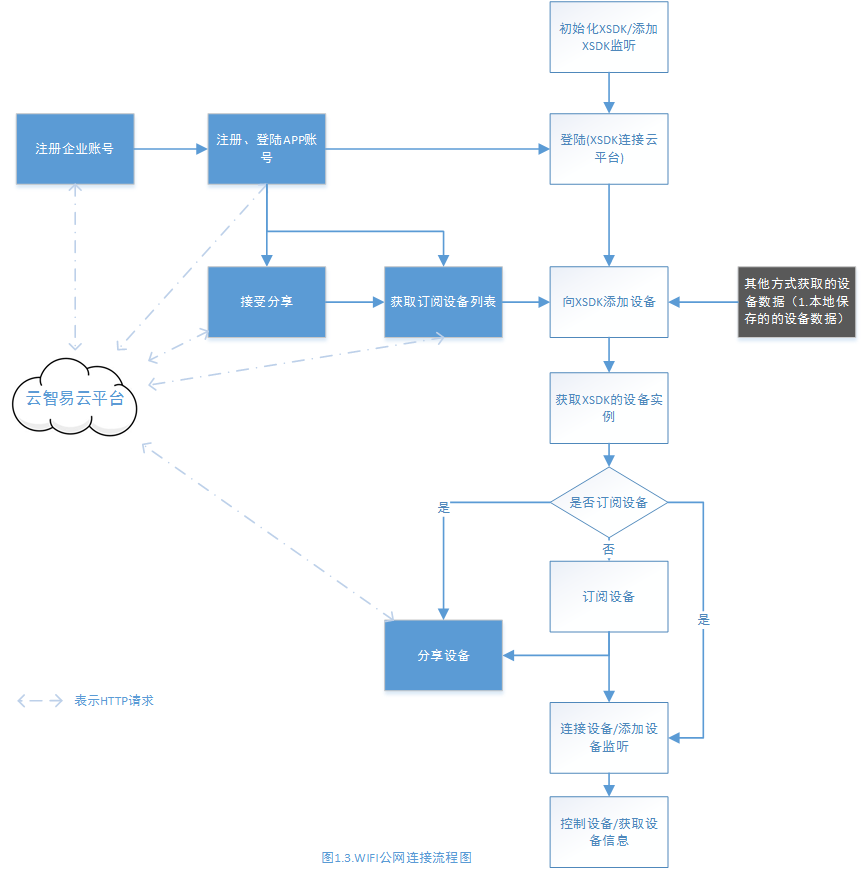 初始化XSDK/添加
XSDK监听
注册企业账号
注册、登陆APP账
号
登陆(XSDK连接云
平台)
接受分享
获取订阅设备列表
向XSDK添加设备
其他方式获取的设
备数据（1.本地保
存的的设备数据）
云智易云平台
获取XSDK的设备实
例
是否订阅设备
是
否
订阅设备
是
分享设备
表示HTTP请求
连接设备/添加设
备监听
控制设备/获取设
备信息
图1.3.WIFI公网连接流程图